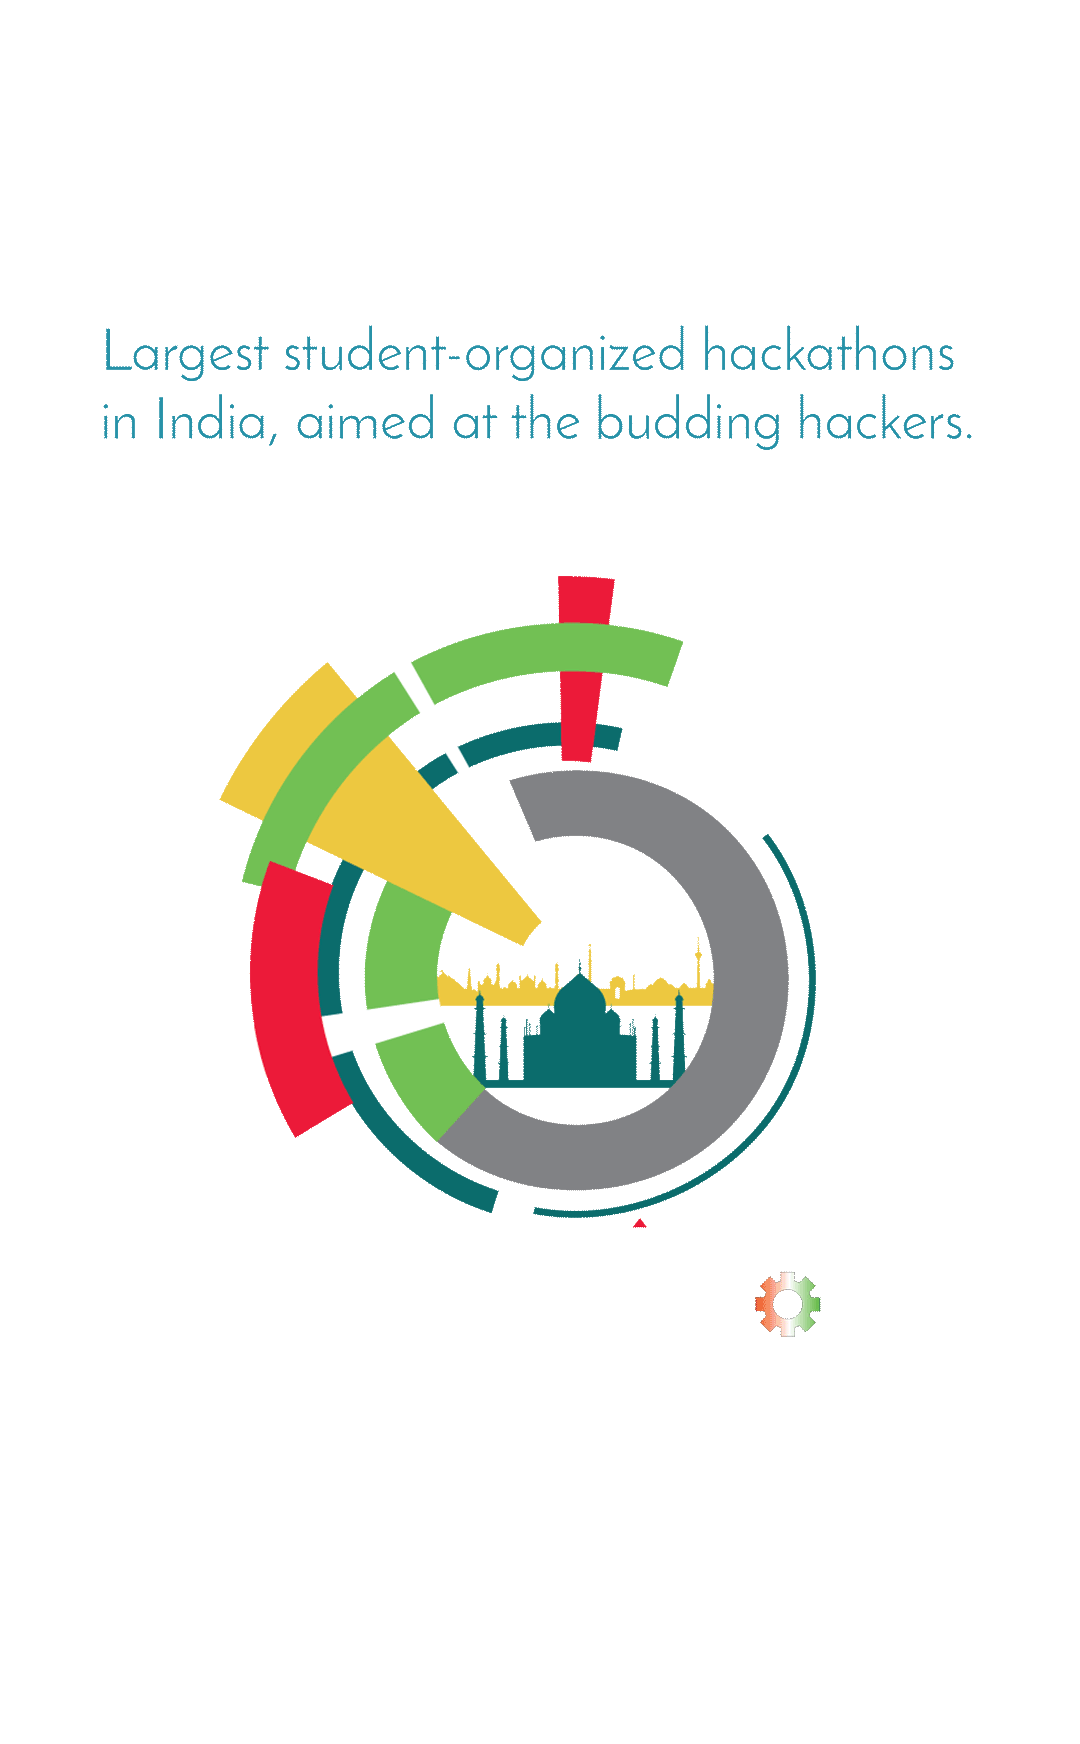 Largest student-organized hackathons
in India, aimed at the budding hackers.